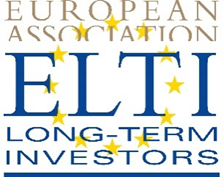 EUROPEAN
ASSOCIATION
ELTI
LONG-TERM
INVESTORS